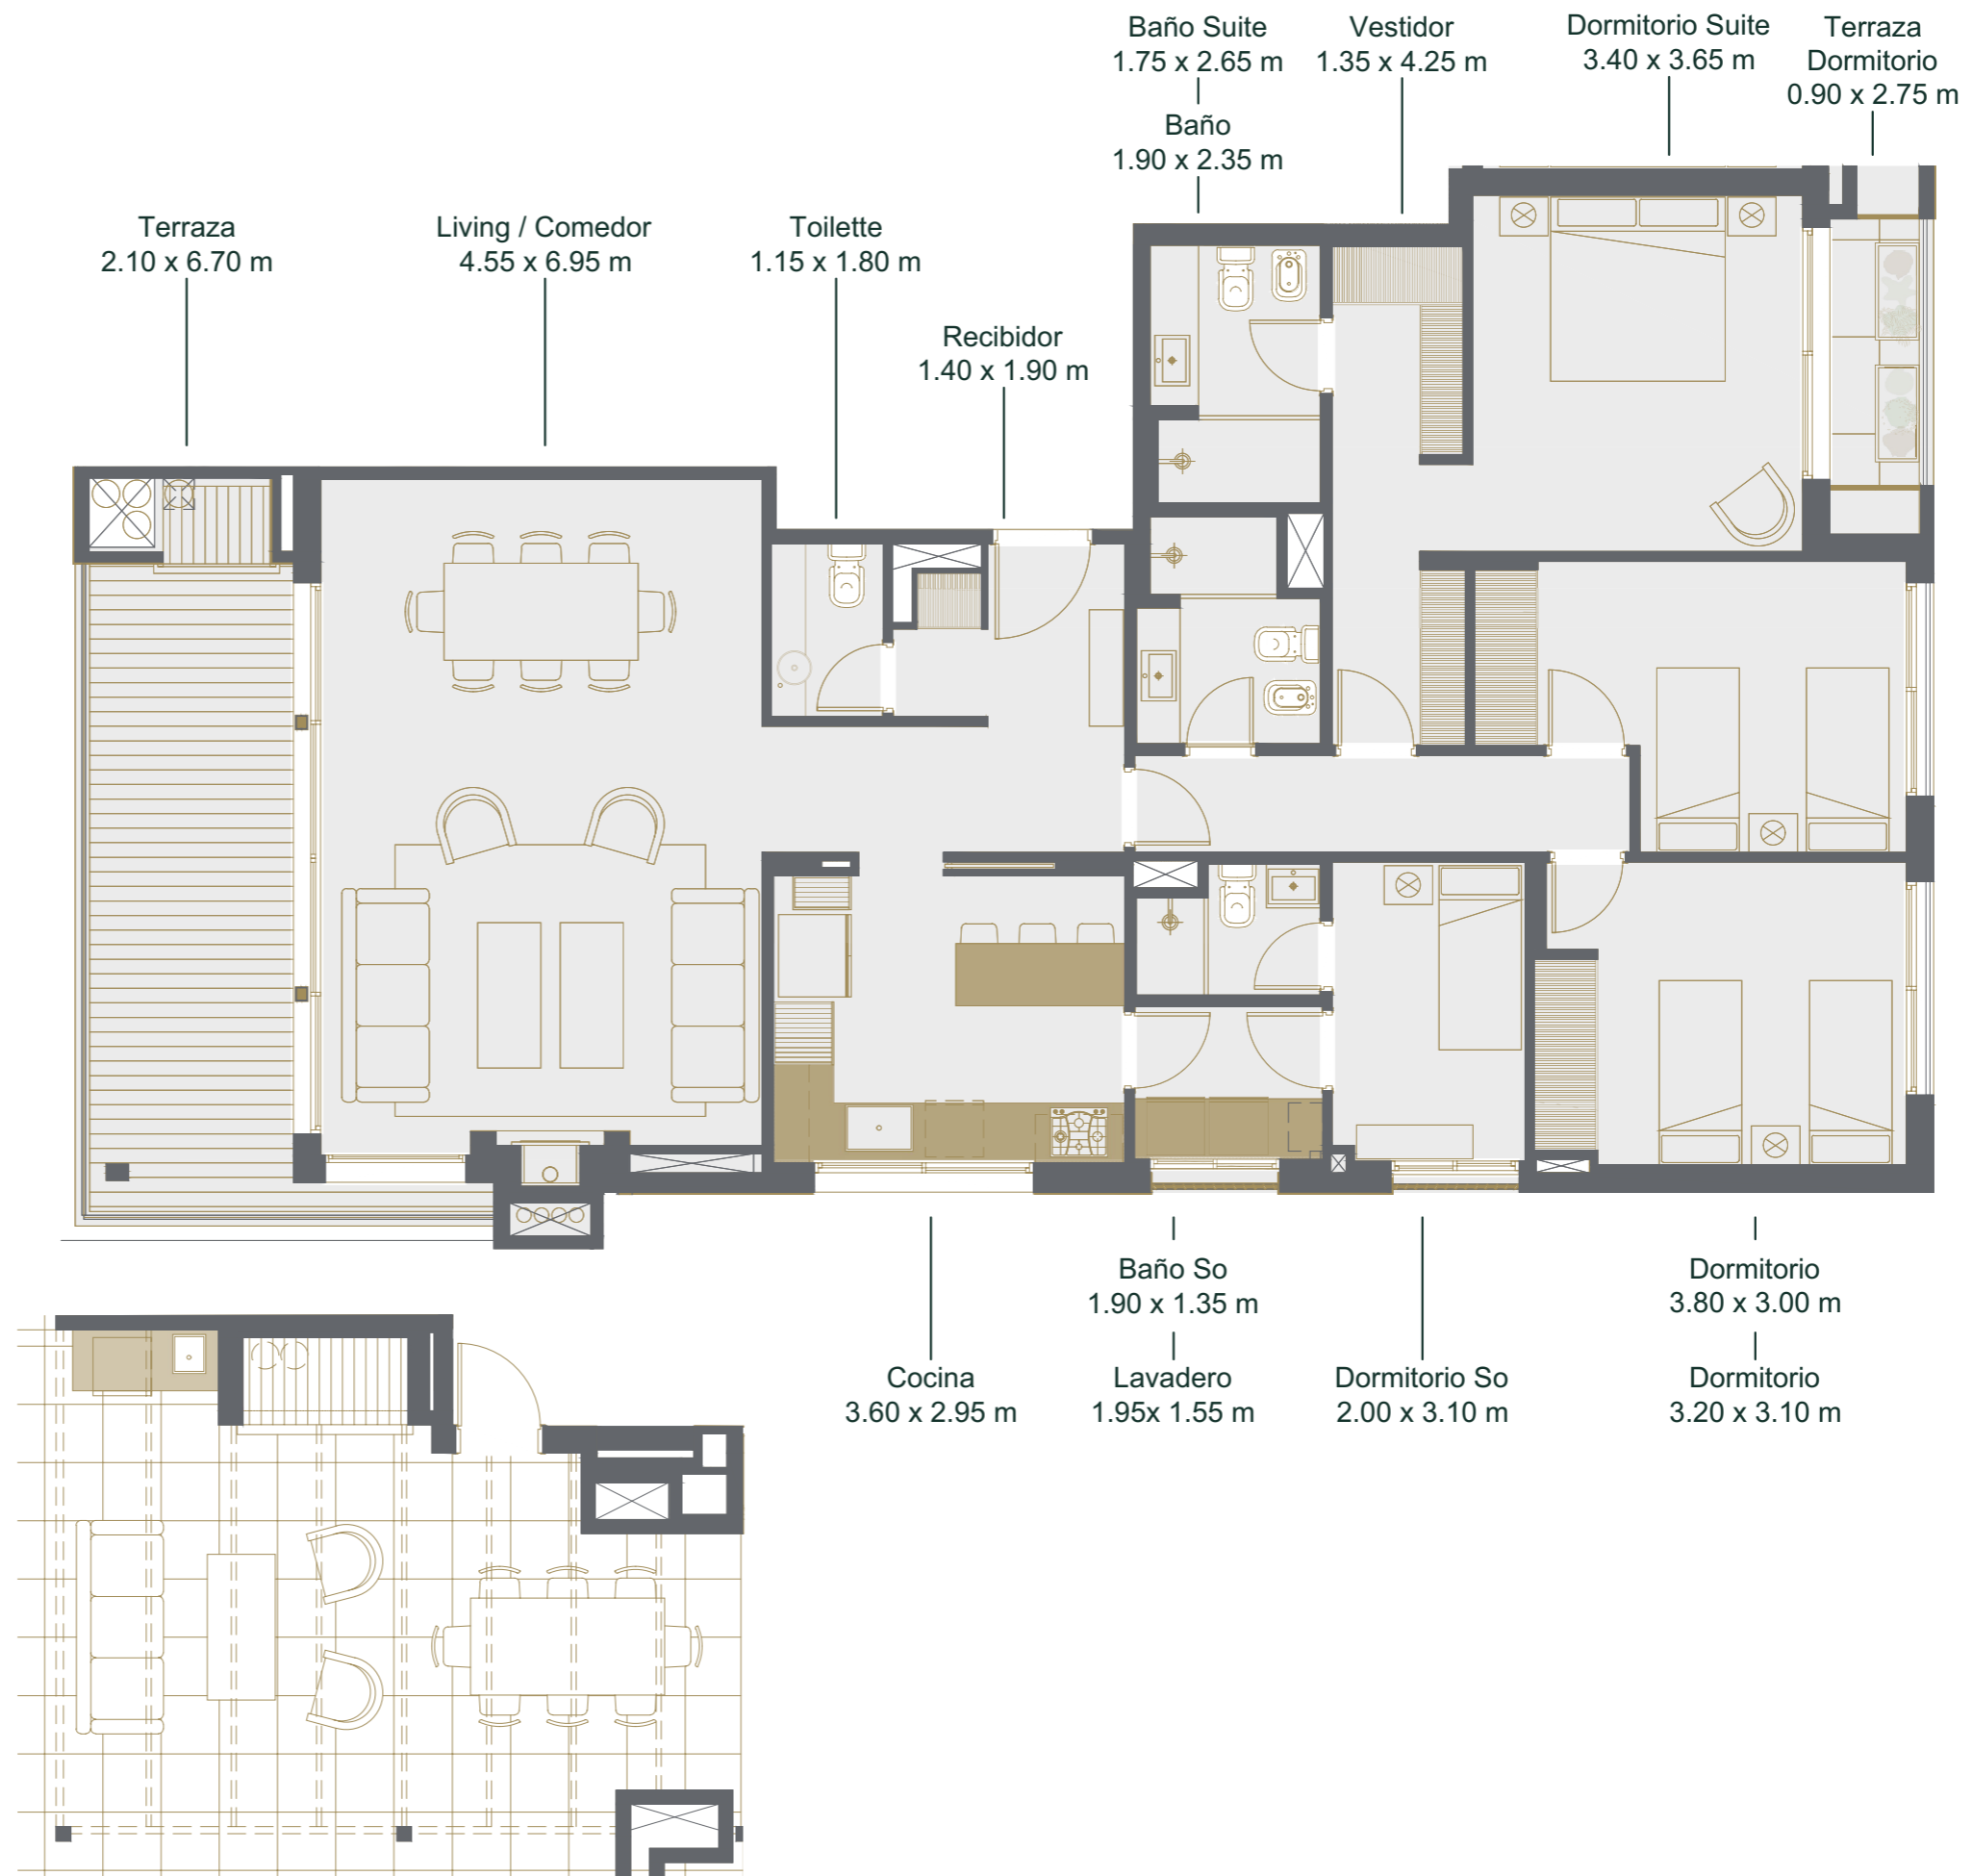 Baño Suite
1.75 x 2.65 m
Baño
1.90 x 2.35 m
Vestidor
1.35 x 4.25 m
Dormitorio Suite
3.40 x 3.65 m
Terraza
Dormitorio
0.90 x 2.75 m
Terraza
2.10 x 6.70 m
Living / Comedor
4.55 x 6.95 m
Toilette
1.15 x 1.80 m
Recibidor
1.40 x 1.90 m
Cocina
3.60 x 2.95 m
Baño So
1.90 x 1.35 m
Lavadero
1.95x 1.55 m
Dormitorio So
2.00 x 3.10 m
Dormitorio
3.80 x 3.00 m
Dormitorio
3.20 x 3.10 m